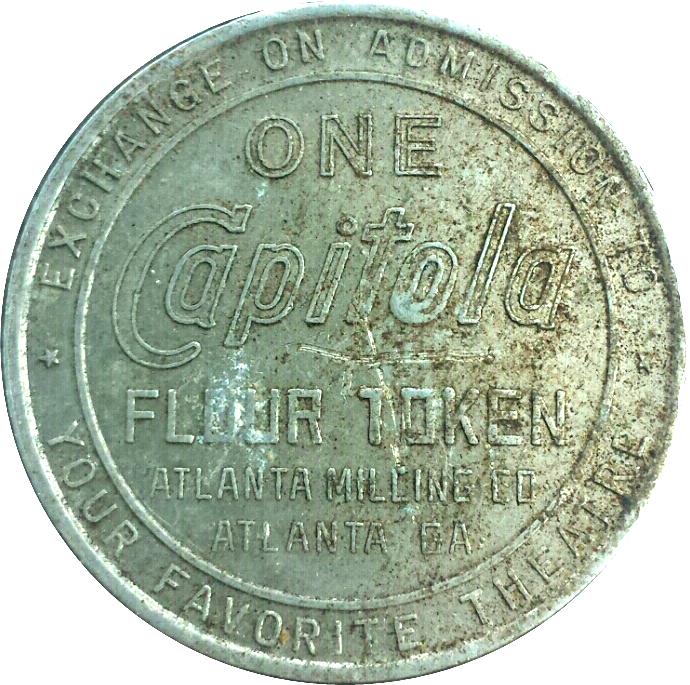 EXCHANGE ON ADMISSION TO
ONE
Capitola
FLOUR TOKEN
ATLANTA MILLING CO
ATLANTA GA
YOUR FAVORITE THEATRE